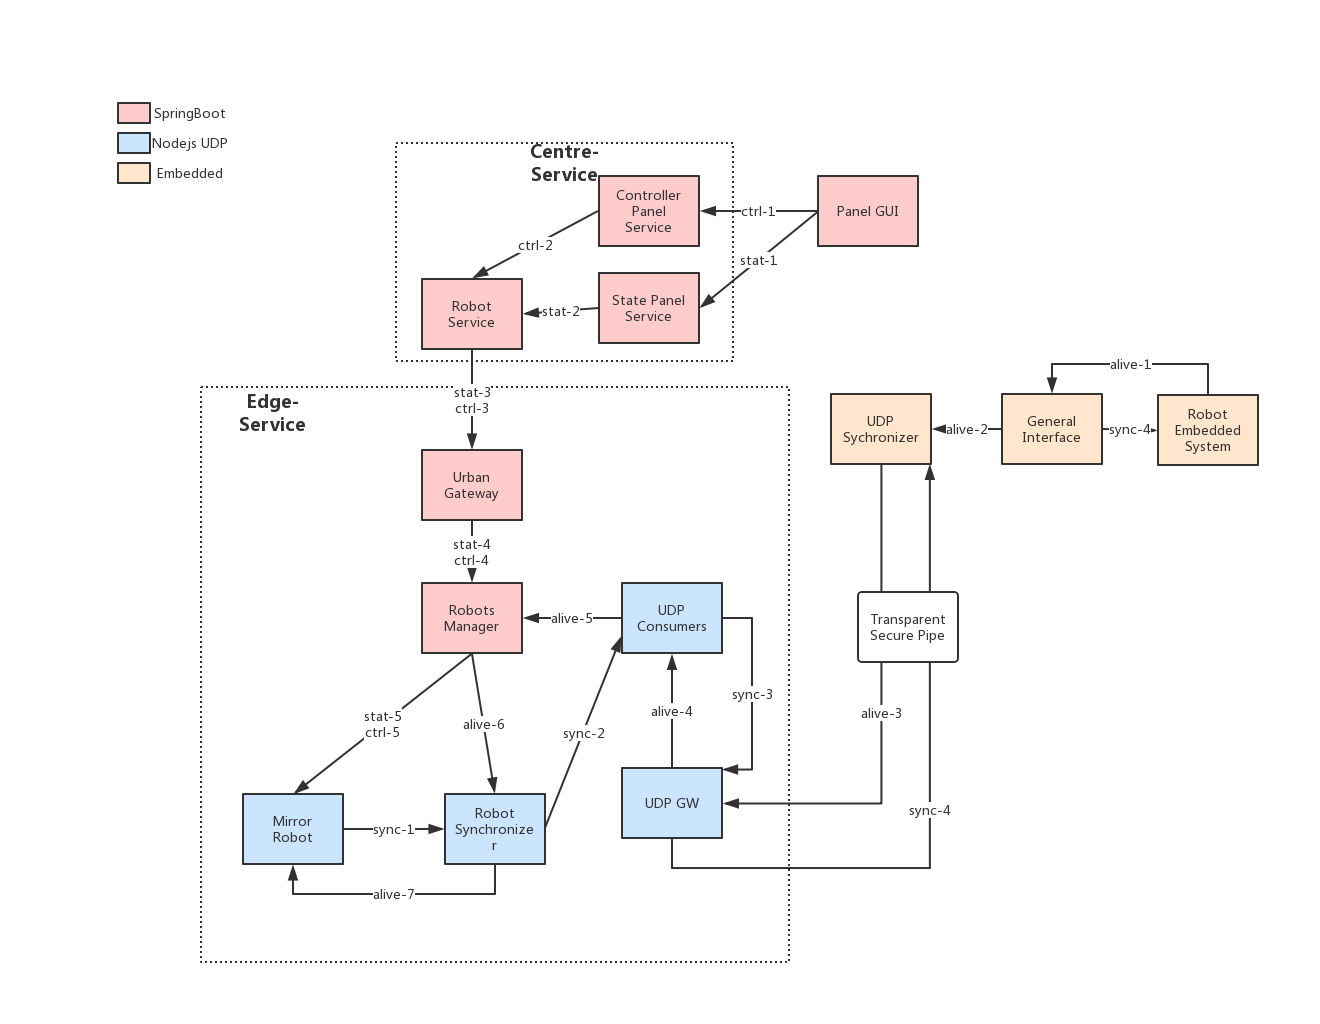 SpringBoot
Nodejs UDP
Embedded
Centre-
Service
Controller
Panel
Service
ctrl-1
Panel GUI
ctrl-2
stat-1
Robot
Service
stat-2
State Panel
Service
stat-3
ctrl-3
Edge-
Service
alive-1
UDP
Sychronizer
alive-2
General
Interface
sync-4
Robot
Embedded
System
Urban
Gateway
stat-4
ctrl-4
Robots
Manager
alive-5
UDP
Consumers
Transparent
Secure Pipe
stat-5
ctrl-5
alive-6
sync-2
alive-4
sync-3
alive-3
Mirror
Robot
sync-1
Robot
Synchronize
r
UDP GW
sync-4
alive-7